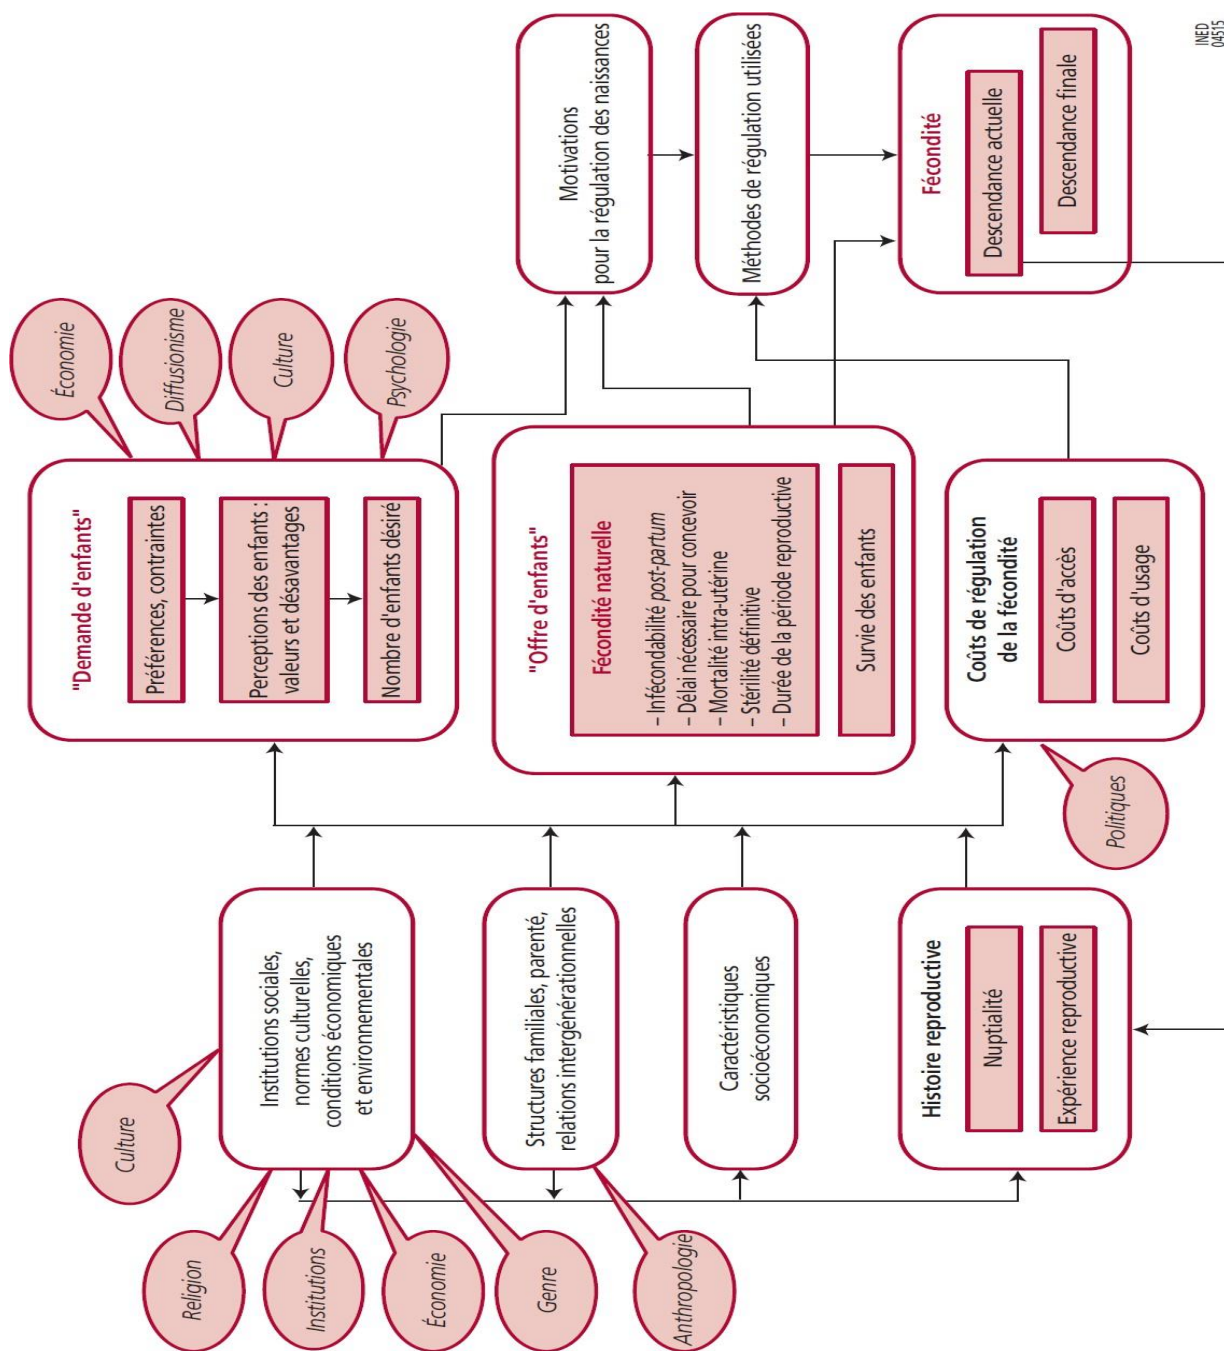 Culture
Religion
Institutions
Économie
Genre
Anthropologie
Institutions sociales,
normes culturelles,
conditions économiques
et environnementales
Structures familiales, parenté,
relations intergénérationnelles
Caractéristiques
socioéconomiques
Histoire reproductive
Nuptialité
Expérience reproductive
Économie
Diffusionisme
Culture
Psychologie
"Demande d'enfants"
Préférences, contraintes
Perceptions des enfants :
valeurs et désavantages
Nombre d'enfants désiré
"Offre d'enfants"
Fécondité naturelle
– Infécondabilité post-partum
– Délai nécessaire pour concevoir
– Mortalité intra-utérine
– Stérilité définitive
– Durée de la période reproductive
Survie des enfants
Politiques
Coûts de régulation
de la fécondité
Coûts d'accès
Coûts d'usage
Motivations
pour la régulation des naissances
Méthodes de régulation utilisées
Fécondité
Descendance actuelle
Descendance finale
INED
04515